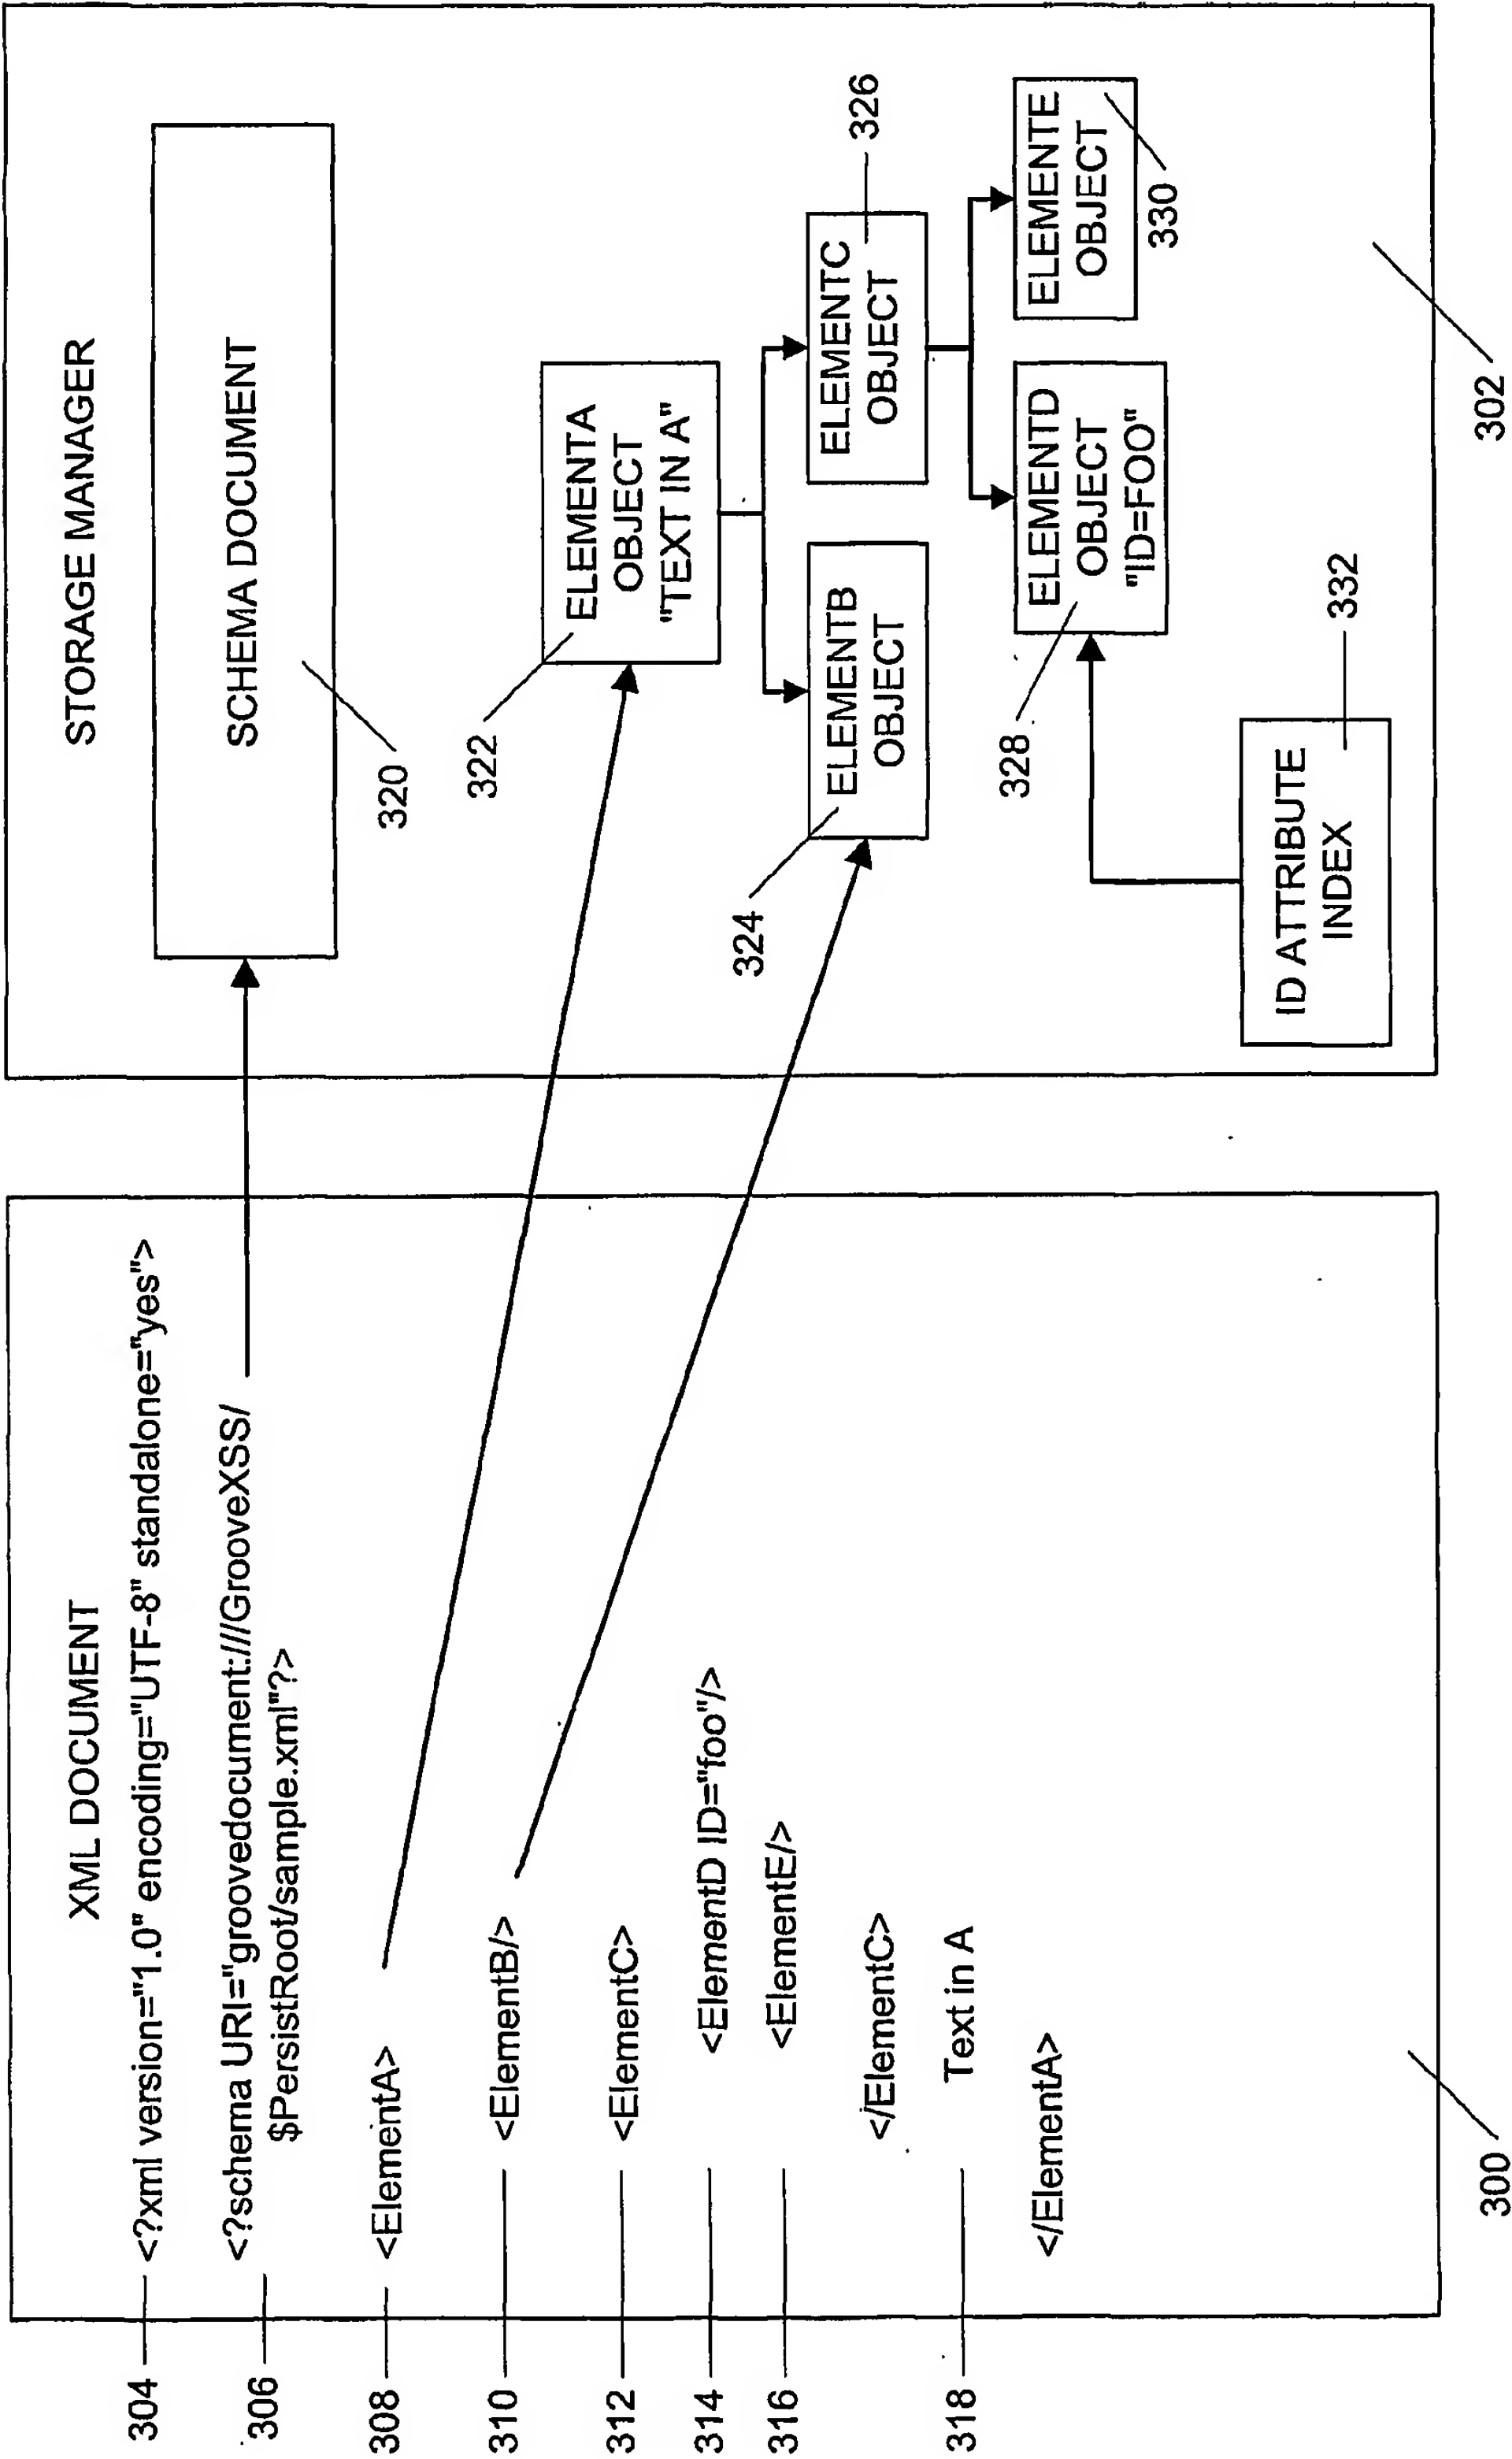 XML DOCUMENT
304
<?xml version="1.0" encoding="UTF-8" standalone="yes">
306
<?schema URI="groovedocument:///GrooveXSS/
$PersistRoot/sample.xml"?>
308
<ElementA>
310
<ElementB/>
312
<ElementC>
314
<ElementD ID="foo"/>
316
<ElementE/>
</ElementC>
318
Text in A
</ElementA>
300
STORAGE MANAGER
SCHEMA DOCUMENT
320
322
ELEMENTA
OBJECT
"TEXT IN A"
324
ELEMENTB
OBJECT
ELEMENTC
OBJECT
326
328
ELEMENTD
OBJECT
"ID=FOO"
ELEMENTE
OBJECT
330
ID ATTRIBUTE
INDEX
332
302